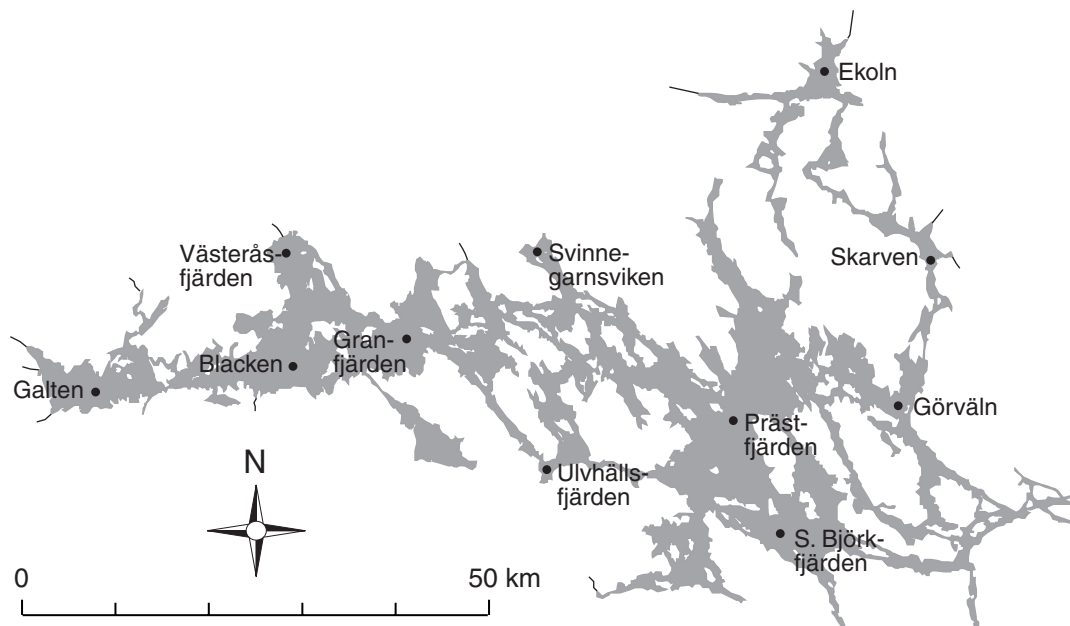 Ekoln
Västerås-
fjärden
Svinne-
garnsviken
Skarven
Gran-
fjärden
Blacken
Galten
Görväln
Präst-
fjärden
N
Ulvhälls-
fjärden
S. Björk-
fjärden
0
50 km